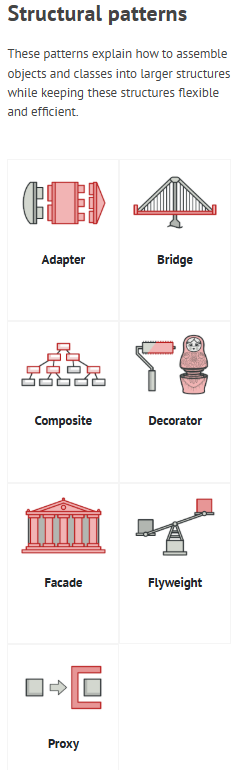 Structural patterns
These patterns explain how to assemble
objects and classes into larger structures
while keeping these structures flexible
and efficient.
Adapter
Bridge
Composite
Decorator
Facade
Flyweight
Proxy